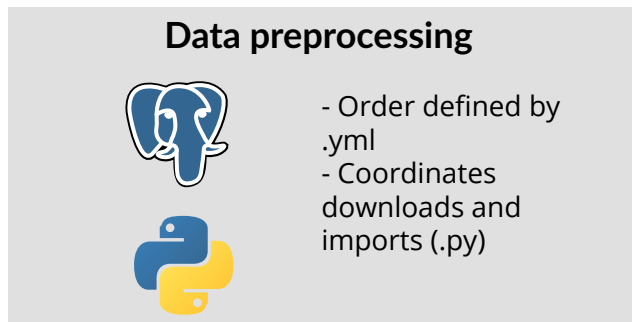 Data preprocessing
- Order defined by
.yml
- Coordinates
downloads and
imports (.py)